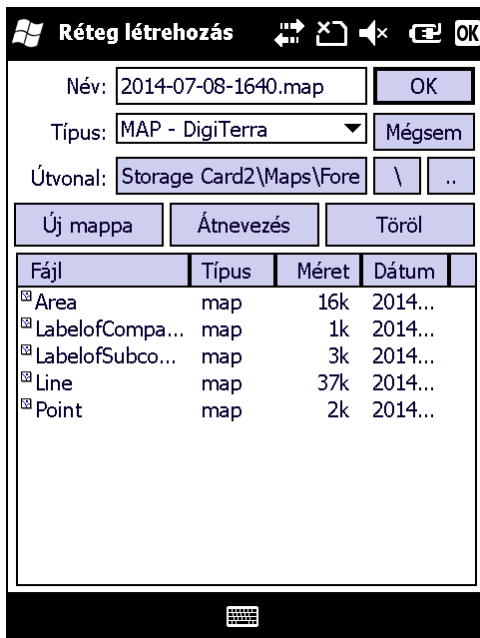 Réteg létrehozás OK
Név: 2014-07-08-1640.map OK
Típus: MAP - DigiTerra Mégsem
Útvonal: Storage Card2\Maps\Fore \ ..
Új mappa Átnevezés Töröl
Fájl Típus Méret Dátum
Area map 16k 2014...
LabelofCompa... map 1k 2014...
LabelofSubco... map 3k 2014...
Line map 37k 2014...
Point map 2k 2014...